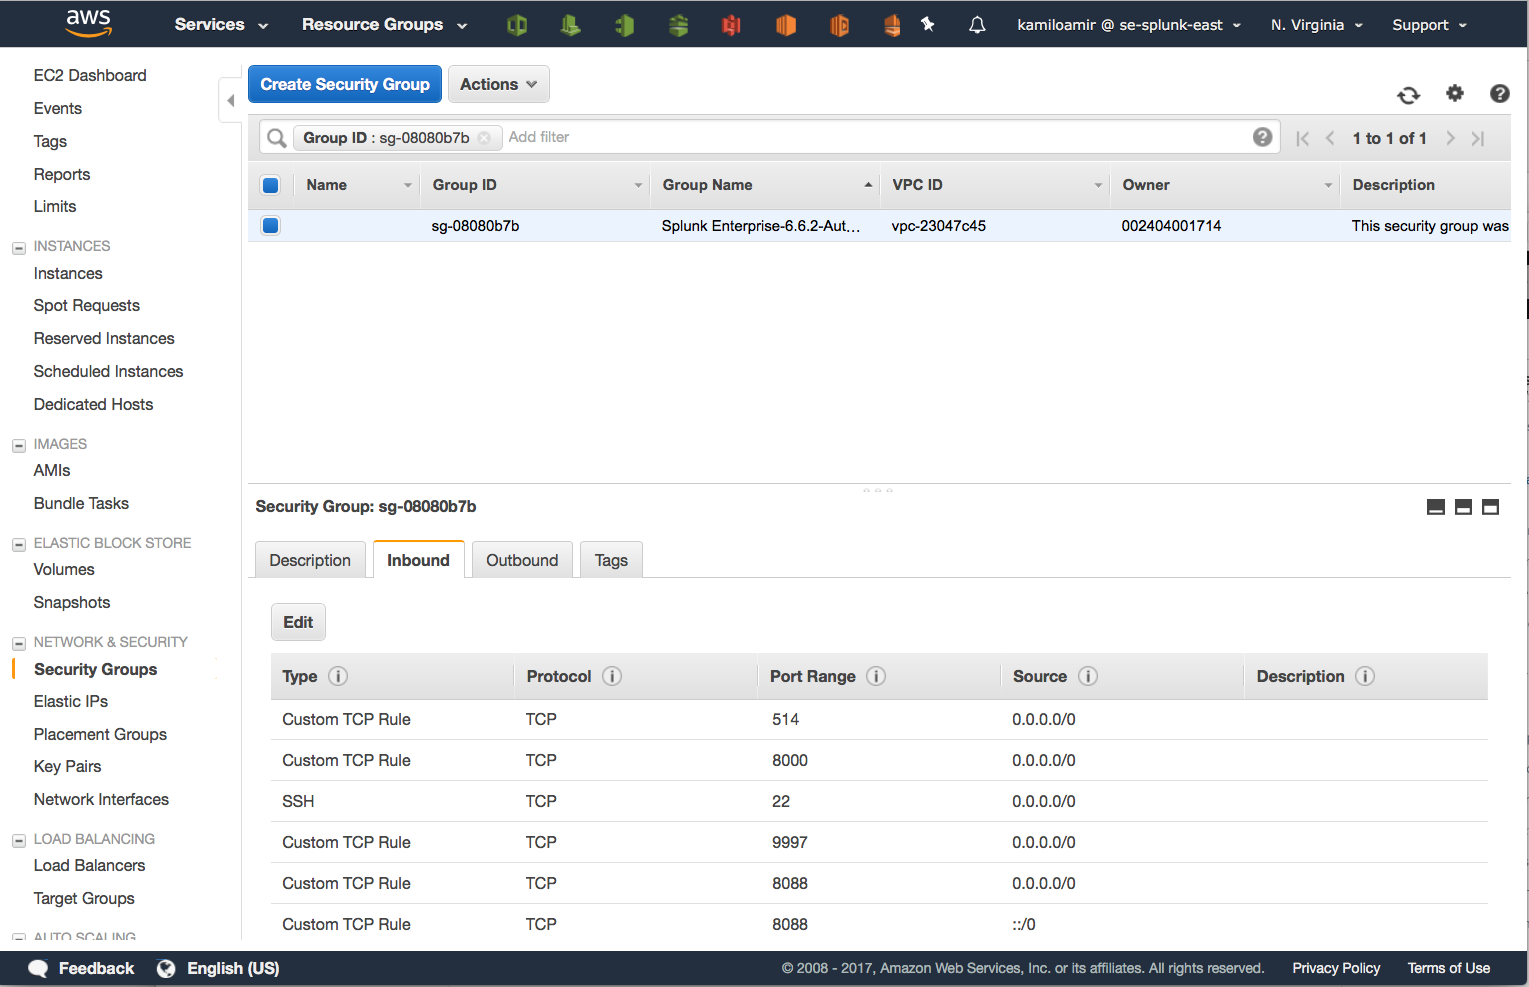 aws Services Resource Groups kamiloamir @ se-splunk-east N. Virginia Support
EC2 Dashboard
Events
Tags
Reports
Limits
INSTANCES
Instances
Spot Requests
Reserved Instances
Scheduled Instances
Dedicated Hosts
IMAGES
AMIs
Bundle Tasks
ELASTIC BLOCK STORE
Volumes
Snapshots
NETWORK & SECURITY
Security Groups
Elastic IPs
Placement Groups
Key Pairs
Network Interfaces
LOAD BALANCING
Load Balancers
Target Groups
AUTO SCALING
Create Security Group Actions
Group ID : sg-08080b7b Add filter 1 to 1 of 1
Name Group ID Group Name VPC ID Owner Description
sg-08080b7b Splunk Enterprise-6.6.2-Aut... vpc-23047c45 002404001714 This security group was
Security Group: sg-08080b7b
Description Inbound Outbound Tags
Edit
Type Protocol Port Range Source Description
Custom TCP Rule TCP 514 0.0.0.0/0
Custom TCP Rule TCP 8000 0.0.0.0/0
SSH TCP 22 0.0.0.0/0
Custom TCP Rule TCP 9997 0.0.0.0/0
Custom TCP Rule TCP 8088 0.0.0.0/0
Custom TCP Rule TCP 8088 ::/0
Feedback English (US) © 2008 - 2017, Amazon Web Services, Inc. or its affiliates. All rights reserved. Privacy Policy Terms of Use